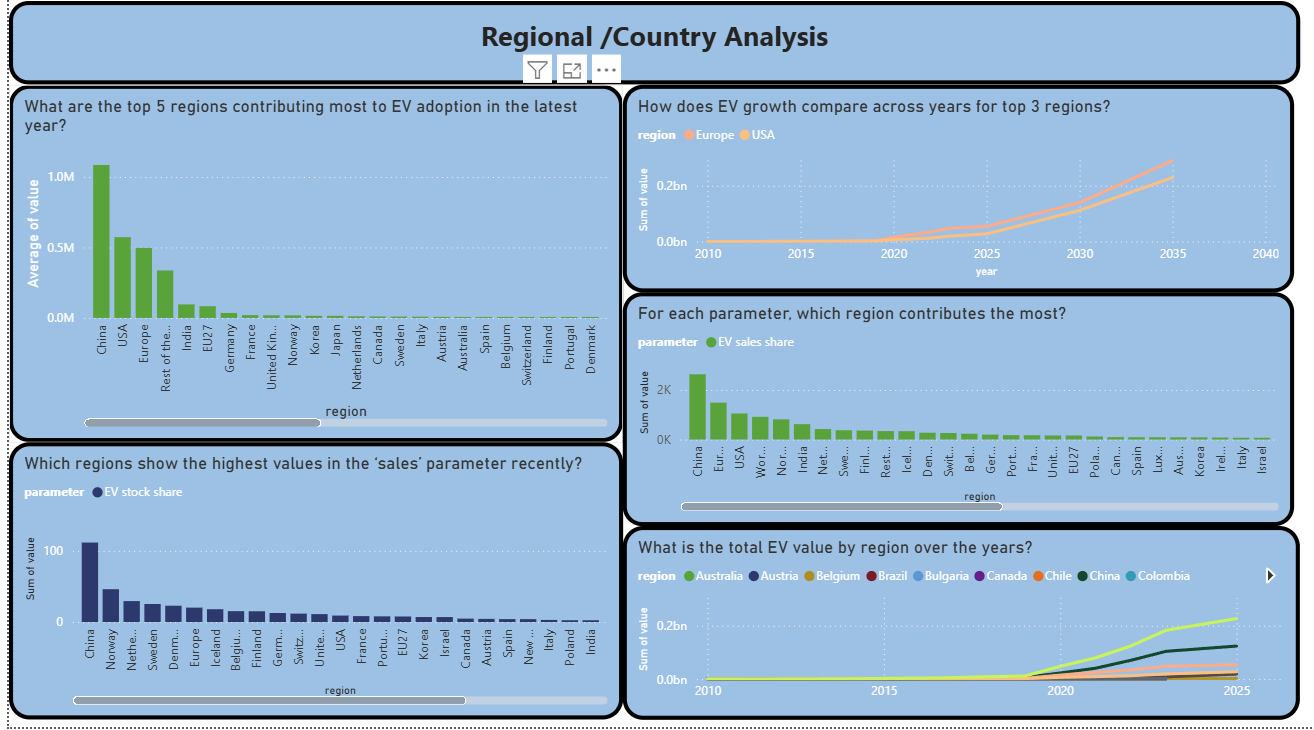 Regional /Country Analysis
What are the top 5 regions contributing most to EV adoption in the latest
year?
Average of value
1.0M
0.5M
0.0M
China
USA
Europe
Rest of the...
India
EU27
Germany
France
United Kin...
Norway
Korea
Japan
Netherlands
Canada
Sweden
Italy
Austria
Australia
Spain
Belgium
Switzerland
Finland
Portugal
Denmark
region
Which regions show the highest values in the ‘sales’ parameter recently?
parameter EV stock share
Sum of value
100
0
China
Norway
Nethe...
Sweden
Denm...
Europe
Iceland
Belgiu...
Finland
Germ...
Switz...
Unite...
USA
France
Portu...
EU27
Korea
Israel
Canada
Austria
Spain
New ...
Italy
Poland
India
region
How does EV growth compare across years for top 3 regions?
region Europe USA
Sum of value
0.2bn
0.0bn
2010 2015 2020 2025 2030 2035 2040
year
For each parameter, which region contributes the most?
parameter EV sales share
Sum of value
2K
0K
China
Eur...
USA
Wor...
Nor...
India
Net...
Swe...
Finl...
Rest...
Icel...
Den...
Swit...
Bel...
Ger...
Port...
Fra...
Unit...
EU27
Pola...
Can...
Spain
Lux...
Aus...
Korea
Irel...
Italy
Israel
region
What is the total EV value by region over the years?
region Australia Austria Belgium Brazil Bulgaria Canada Chile China Colombia
Sum of value
0.2bn
0.0bn
2010 2015 2020 2025